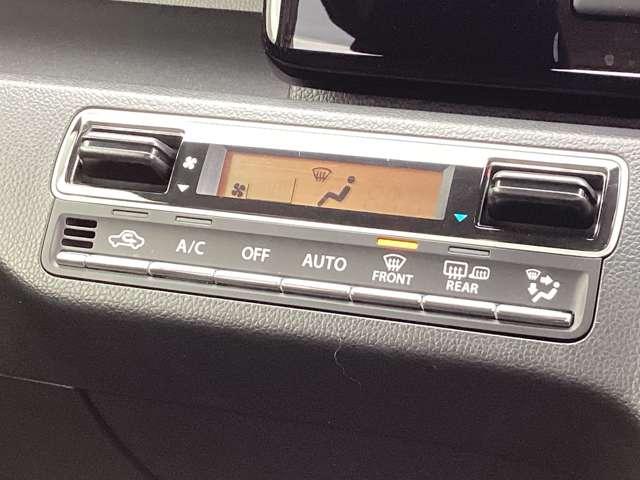 A/C OFF AUTO FRONT REAR